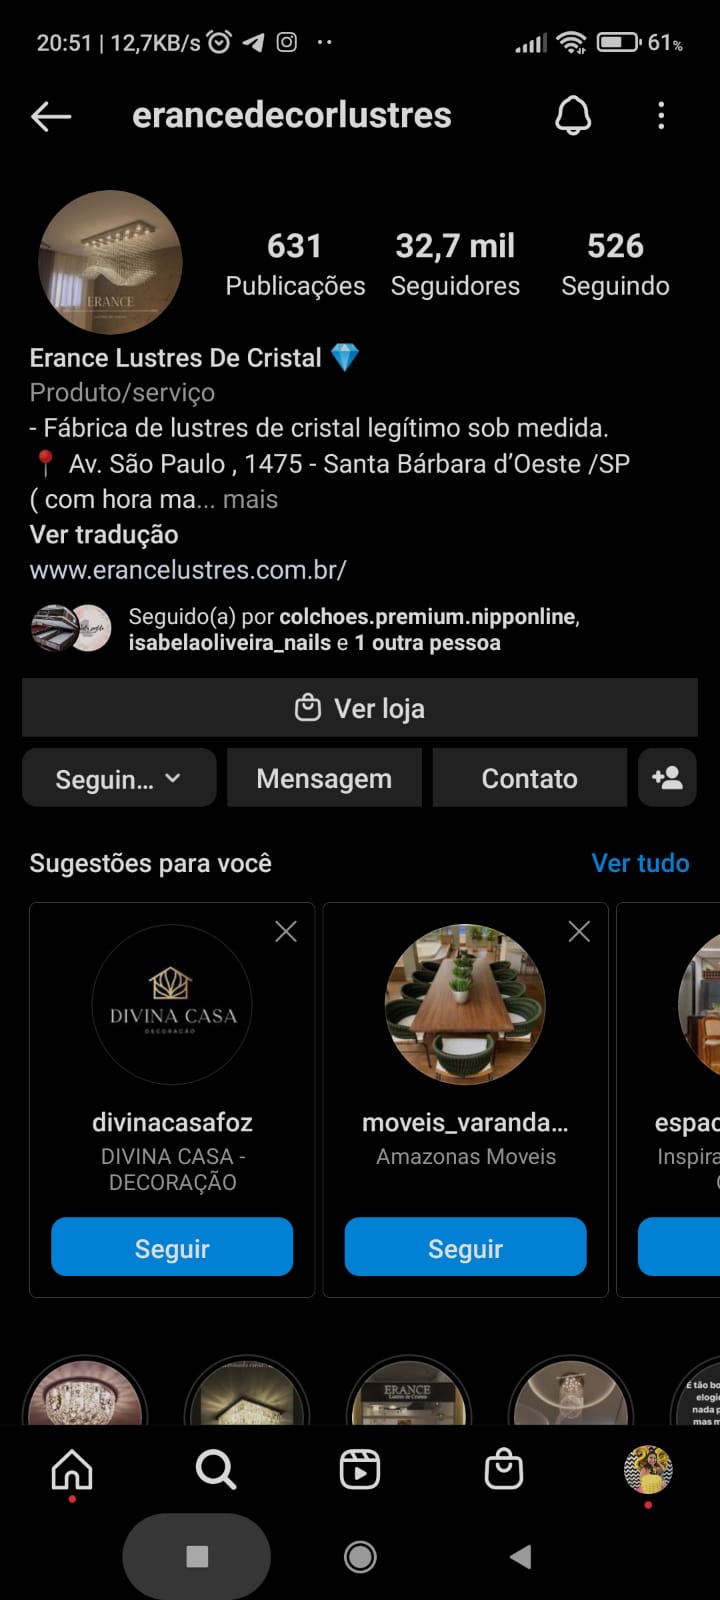 20:51 | 12,7KB/s
61%
erancedecorlustres
ERANCE
631
32,7 mil
526
Publicações
Seguidores
Seguindo
Erance Lustres De Cristal 💎
Produto/serviço
- Fábrica de lustres de cristal legítimo sob medida.
📍 Av. São Paulo , 1475 - Santa Bárbara d’Oeste /SP
( com hora ma... mais
Ver tradução
www.erancelustres.com.br/
Seguido(a) por colchoes.premium.nipponline,
isabelaoliveira_nails e 1 outra pessoa
Ver loja
Seguin...
Mensagem
Contato
Sugestões para você
Ver tudo
DIVINA CASA
DECORAÇÃO
divinacasafoz
DIVINA CASA -
DECORAÇÃO
Seguir
moveis_varanda...
Amazonas Moveis
Seguir
espac
Inspira
ERANCE
Lustres de Cristal
É tão bo
elogi
nada p
mas m